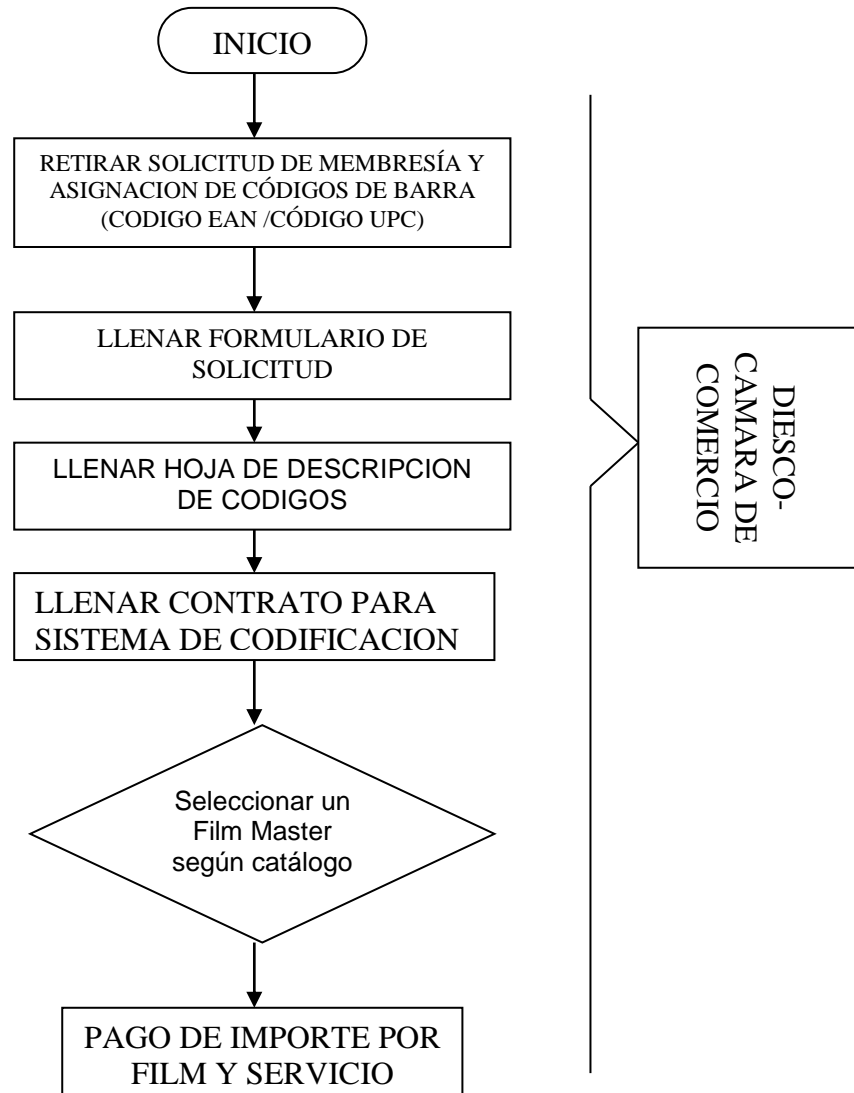 INICIO
RETIRAR SOLICITUD DE MEMBRESÍA Y
ASIGNACION DE CÓDIGOS DE BARRA
(CODIGO EAN /CÓDIGO UPC)
LLENAR FORMULARIO DE
SOLICITUD
LLENAR HOJA DE DESCRIPCION
DE CODIGOS
LLENAR CONTRATO PARA
SISTEMA DE CODIFICACION
Seleccionar un
Film Master
según catálogo
PAGO DE IMPORTE POR
FILM Y SERVICIO
DIESCO-
CAMARA DE
COMERCIO